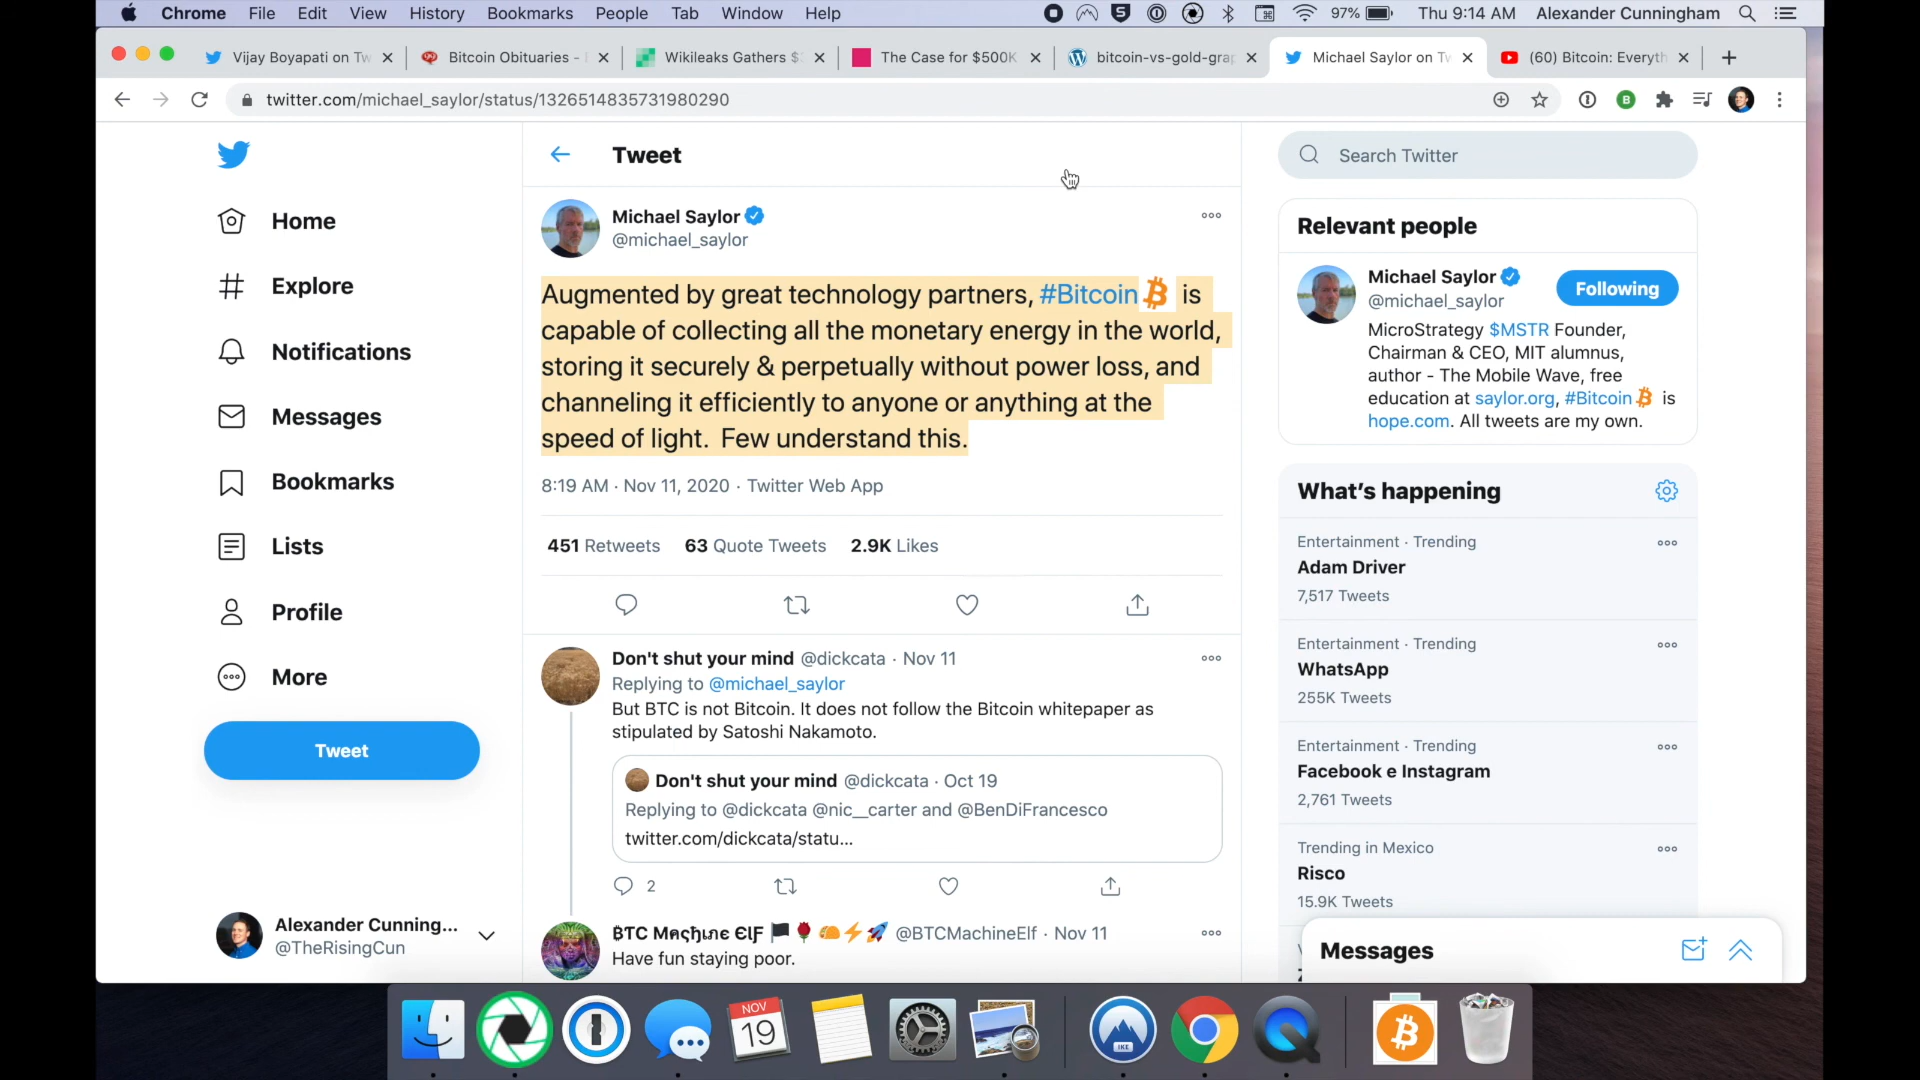 Chrome File Edit View History Bookmarks People Tab Window Help 97% Thu 9:14 AM Alexander Cunningham
Vijay Boyapati on Tw
Bitcoin Obituaries -
Wikileaks Gathers $
The Case for $500K
bitcoin-vs-gold-grap
Michael Saylor on Tw
(60) Bitcoin: Everyth
twitter.com/michael_saylor/status/1326514835731980290
Home
Explore
Notifications
Messages
Bookmarks
Lists
Profile
More
Tweet
Alexander Cunning...
@TheRisingCun
Tweet
Michael Saylor
@michael_saylor
Augmented by great technology partners, #Bitcoin is
capable of collecting all the monetary energy in the world,
storing it securely & perpetually without power loss, and
channeling it efficiently to anyone or anything at the
speed of light. Few understand this.
8:19 AM · Nov 11, 2020 · Twitter Web App
451 Retweets 63 Quote Tweets 2.9K Likes
Don't shut your mind @dickcata · Nov 11
Replying to @michael_saylor
But BTC is not Bitcoin. It does not follow the Bitcoin whitepaper as
stipulated by Satoshi Nakamoto.
Don't shut your mind @dickcata · Oct 19
Replying to @dickcata @nic__carter and @BenDiFrancesco
twitter.com/dickcata/statu...
2
@BTCMachineElf · Nov 11
Have fun staying poor.
Search Twitter
Relevant people
Michael Saylor
@michael_saylor
Following
MicroStrategy $MSTR Founder,
Chairman & CEO, MIT alumnus,
author - The Mobile Wave, free
education at saylor.org, #Bitcoin is
hope.com. All tweets are my own.
What's happening
Entertainment · Trending
Adam Driver
7,517 Tweets
Entertainment · Trending
WhatsApp
255K Tweets
Entertainment · Trending
Facebook e Instagram
2,761 Tweets
Trending in Mexico
Risco
15.9K Tweets
Messages
NOV
19
IKE